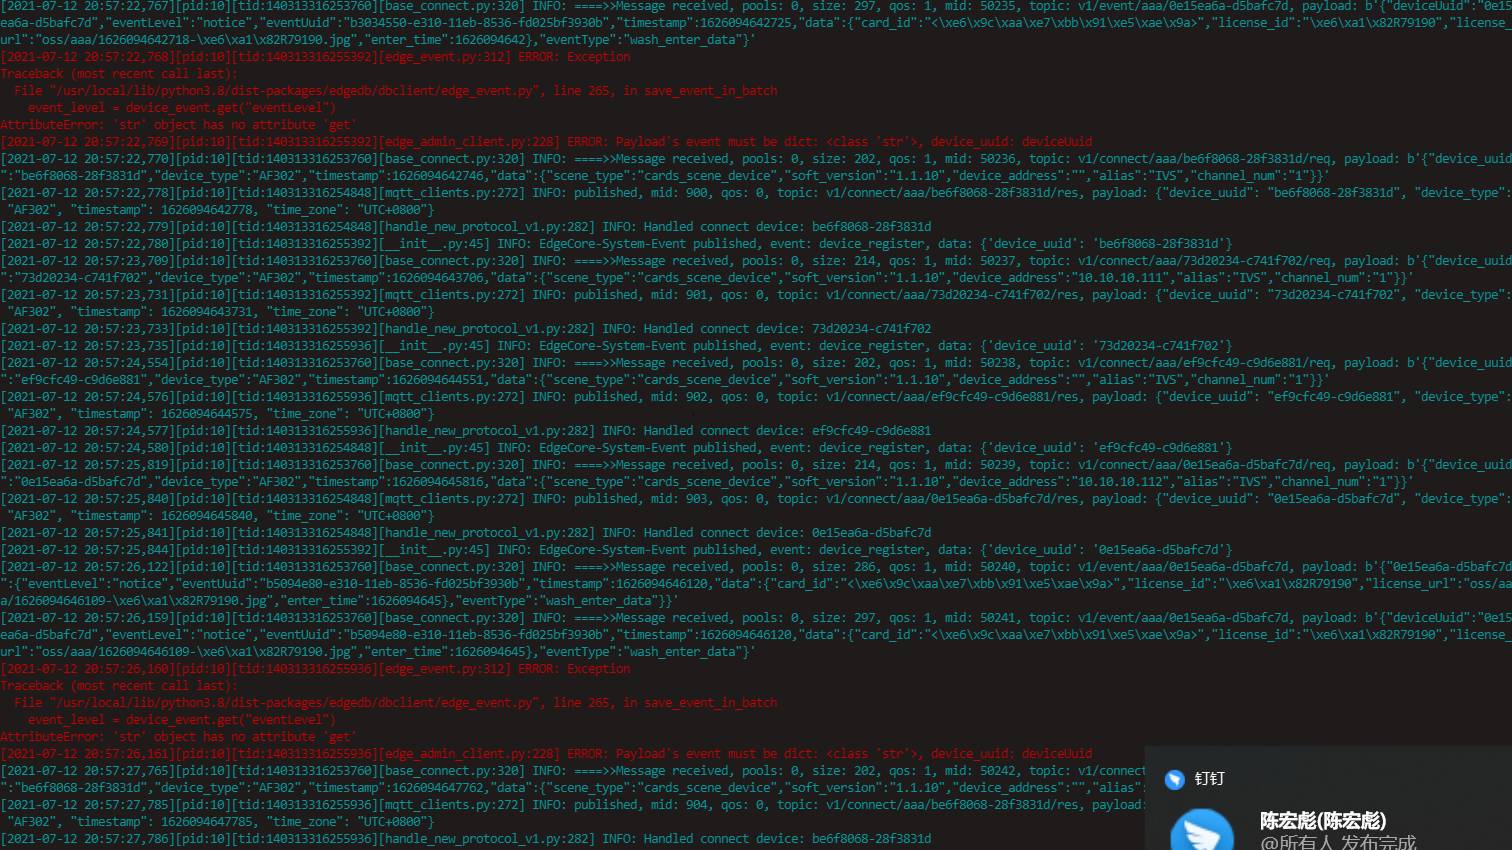 [2021-07-12 20:57:22,767][pid:10][tid:140313316253760][base_connect.py:320] INFO: ====>>Message received, pools: 0, size: 297, qos: 1, mid: 50235, topic: v1/event/aaa/0e15ea6a-d5bafc7d, payload: b'{"deviceUuid":"0e15
ea6a-d5bafc7d","eventLevel":"notice","eventUuid":"b3034550-e310-11eb-8536-fd025bf3930b","timestamp":1626094642725,"data":{"card_id":"<\xe6\x9c\xaa\xe7\xbb\x91\xe5\xae\x9a>","license_id":"\xe6\xa1\x82R79190","license_
url":"oss/aaa/1626094642718-\xe6\xa1\x82R79190.jpg","enter_time":1626094642},"eventType":"wash_enter_data"}'
[2021-07-12 20:57:22,768][pid:10][tid:140313316255392][edge_event.py:312] ERROR: Exception
Traceback (most recent call last):
File "/usr/local/lib/python3.8/dist-packages/edgedb/dbclient/edge_event.py", line 265, in save_event_in_batch
event_level = device_event.get("eventLevel")
AttributeError: 'str' object has no attribute 'get'
[2021-07-12 20:57:22,769][pid:10][tid:140313316255392][edge_admin_client.py:228] ERROR: Payload's event must be dict: <class 'str'>, device_uuid: deviceUuid
[2021-07-12 20:57:22,770][pid:10][tid:140313316253760][base_connect.py:320] INFO: ====>>Message received, pools: 0, size: 202, qos: 1, mid: 50236, topic: v1/connect/aaa/be6f8068-28f3831d/req, payload: b'{"device_uuid
":"be6f8068-28f3831d","device_type":"AF302","timestamp":1626094642746,"data":{"scene_type":"cards_scene_device","soft_version":"1.1.10","device_address":"","alias":"IVS","channel_num":"1"}}'
[2021-07-12 20:57:22,778][pid:10][tid:140313316254848][mqtt_clients.py:272] INFO: published, mid: 900, qos: 0, topic: v1/connect/aaa/be6f8068-28f3831d/res, payload: {"device_uuid": "be6f8068-28f3831d", "device_type":
"AF302", "timestamp": 1626094642778, "time_zone": "UTC+0800"}
[2021-07-12 20:57:22,779][pid:10][tid:140313316254848][handle_new_protocol_v1.py:282] INFO: Handled connect device: be6f8068-28f3831d
[2021-07-12 20:57:22,780][pid:10][tid:140313316255392][__init__.py:45] INFO: EdgeCore-System-Event published, event: device_register, data: {'device_uuid': 'be6f8068-28f3831d'}
[2021-07-12 20:57:23,709][pid:10][tid:140313316253760][base_connect.py:320] INFO: ====>>Message received, pools: 0, size: 214, qos: 1, mid: 50237, topic: v1/connect/aaa/73d20234-c741f702/req, payload: b'{"device_uuid
":"73d20234-c741f702","device_type":"AF302","timestamp":1626094643706,"data":{"scene_type":"cards_scene_device","soft_version":"1.1.10","device_address":"10.10.10.111","alias":"IVS","channel_num":"1"}}'
[2021-07-12 20:57:23,731][pid:10][tid:140313316255392][mqtt_clients.py:272] INFO: published, mid: 901, qos: 0, topic: v1/connect/aaa/73d20234-c741f702/res, payload: {"device_uuid": "73d20234-c741f702", "device_type":
"AF302", "timestamp": 1626094643731, "time_zone": "UTC+0800"}
[2021-07-12 20:57:23,733][pid:10][tid:140313316255392][handle_new_protocol_v1.py:282] INFO: Handled connect device: 73d20234-c741f702
[2021-07-12 20:57:23,735][pid:10][tid:140313316255936][__init__.py:45] INFO: EdgeCore-System-Event published, event: device_register, data: {'device_uuid': '73d20234-c741f702'}
[2021-07-12 20:57:24,554][pid:10][tid:140313316253760][base_connect.py:320] INFO: ====>>Message received, pools: 0, size: 202, qos: 1, mid: 50238, topic: v1/connect/aaa/ef9cfc49-c9d6e881/req, payload: b'{"device_uuid
":"ef9cfc49-c9d6e881","device_type":"AF302","timestamp":1626094644551,"data":{"scene_type":"cards_scene_device","soft_version":"1.1.10","device_address":"","alias":"IVS","channel_num":"1"}}'
[2021-07-12 20:57:24,576][pid:10][tid:140313316255936][mqtt_clients.py:272] INFO: published, mid: 902, qos: 0, topic: v1/connect/aaa/ef9cfc49-c9d6e881/res, payload: {"device_uuid": "ef9cfc49-c9d6e881", "device_type":
"AF302", "timestamp": 1626094644575, "time_zone": "UTC+0800"}
[2021-07-12 20:57:24,577][pid:10][tid:140313316255936][handle_new_protocol_v1.py:282] INFO: Handled connect device: ef9cfc49-c9d6e881
[2021-07-12 20:57:24,580][pid:10][tid:140313316254848][__init__.py:45] INFO: EdgeCore-System-Event published, event: device_register, data: {'device_uuid': 'ef9cfc49-c9d6e881'}
[2021-07-12 20:57:25,819][pid:10][tid:140313316253760][base_connect.py:320] INFO: ====>>Message received, pools: 0, size: 214, qos: 1, mid: 50239, topic: v1/connect/aaa/0e15ea6a-d5bafc7d/req, payload: b'{"device_uuid
":"0e15ea6a-d5bafc7d","device_type":"AF302","timestamp":1626094645816,"data":{"scene_type":"cards_scene_device","soft_version":"1.1.10","device_address":"10.10.10.112","alias":"IVS","channel_num":"1"}}'
[2021-07-12 20:57:25,840][pid:10][tid:140313316254848][mqtt_clients.py:272] INFO: published, mid: 903, qos: 0, topic: v1/connect/aaa/0e15ea6a-d5bafc7d/res, payload: {"device_uuid": "0e15ea6a-d5bafc7d", "device_type":
"AF302", "timestamp": 1626094645840, "time_zone": "UTC+0800"}
[2021-07-12 20:57:25,841][pid:10][tid:140313316254848][handle_new_protocol_v1.py:282] INFO: Handled connect device: 0e15ea6a-d5bafc7d
[2021-07-12 20:57:25,844][pid:10][tid:140313316255392][__init__.py:45] INFO: EdgeCore-System-Event published, event: device_register, data: {'device_uuid': '0e15ea6a-d5bafc7d'}
[2021-07-12 20:57:26,122][pid:10][tid:140313316253760][base_connect.py:320] INFO: ====>>Message received, pools: 0, size: 286, qos: 1, mid: 50240, topic: v1/event/aaa/0e15ea6a-d5bafc7d, payload: b'{"0e15ea6a-d5bafc7d
":{"eventLevel":"notice","eventUuid":"b5094e80-e310-11eb-8536-fd025bf3930b","timestamp":1626094646120,"data":{"card_id":"<\xe6\x9c\xaa\xe7\xbb\x91\xe5\xae\x9a>","license_id":"\xe6\xa1\x82R79190","license_url":"oss/aa
a/1626094646109-\xe6\xa1\x82R79190.jpg","enter_time":1626094645},"eventType":"wash_enter_data"}}'
[2021-07-12 20:57:26,159][pid:10][tid:140313316253760][base_connect.py:320] INFO: ====>>Message received, pools: 0, size: 297, qos: 1, mid: 50241, topic: v1/event/aaa/0e15ea6a-d5bafc7d, payload: b'{"deviceUuid":"0e15
ea6a-d5bafc7d","eventLevel":"notice","eventUuid":"b5094e80-e310-11eb-8536-fd025bf3930b","timestamp":1626094646120,"data":{"card_id":"<\xe6\x9c\xaa\xe7\xbb\x91\xe5\xae\x9a>","license_id":"\xe6\xa1\x82R79190","license_
url":"oss/aaa/1626094646109-\xe6\xa1\x82R79190.jpg","enter_time":1626094645},"eventType":"wash_enter_data"}'
[2021-07-12 20:57:26,160][pid:10][tid:140313316255936][edge_event.py:312] ERROR: Exception
Traceback (most recent call last):
File "/usr/local/lib/python3.8/dist-packages/edgedb/dbclient/edge_event.py", line 265, in save_event_in_batch
event_level = device_event.get("eventLevel")
AttributeError: 'str' object has no attribute 'get'
[2021-07-12 20:57:26,161][pid:10][tid:140313316255936][edge_admin_client.py:228] ERROR: Payload's event must be dict: <class 'str'>, device_uuid: deviceUuid
[2021-07-12 20:57:27,765][pid:10][tid:140313316253760][base_connect.py:320] INFO: ====>>Message received, pools: 0, size: 202, qos: 1, mid: 50242, topic: v1/connect
":"be6f8068-28f3831d","device_type":"AF302","timestamp":1626094647762,"data":{"scene_type":"cards_scene_device","soft_version":"1.1.10","device_address":"","alias"
[2021-07-12 20:57:27,785][pid:10][tid:140313316255936][mqtt_clients.py:272] INFO: published, mid: 904, qos: 0, topic: v1/connect/aaa/be6f8068-28f3831d/res, payload:
"AF302", "timestamp": 1626094647785, "time_zone": "UTC+0800"}
[2021-07-12 20:57:27,786][pid:10][tid:140313316255936][handle_new_protocol_v1.py:282] INFO: Handled connect device: be6f8068-28f3831d
钉钉
陈宏彪(陈宏彪)
@所有人 发布完成